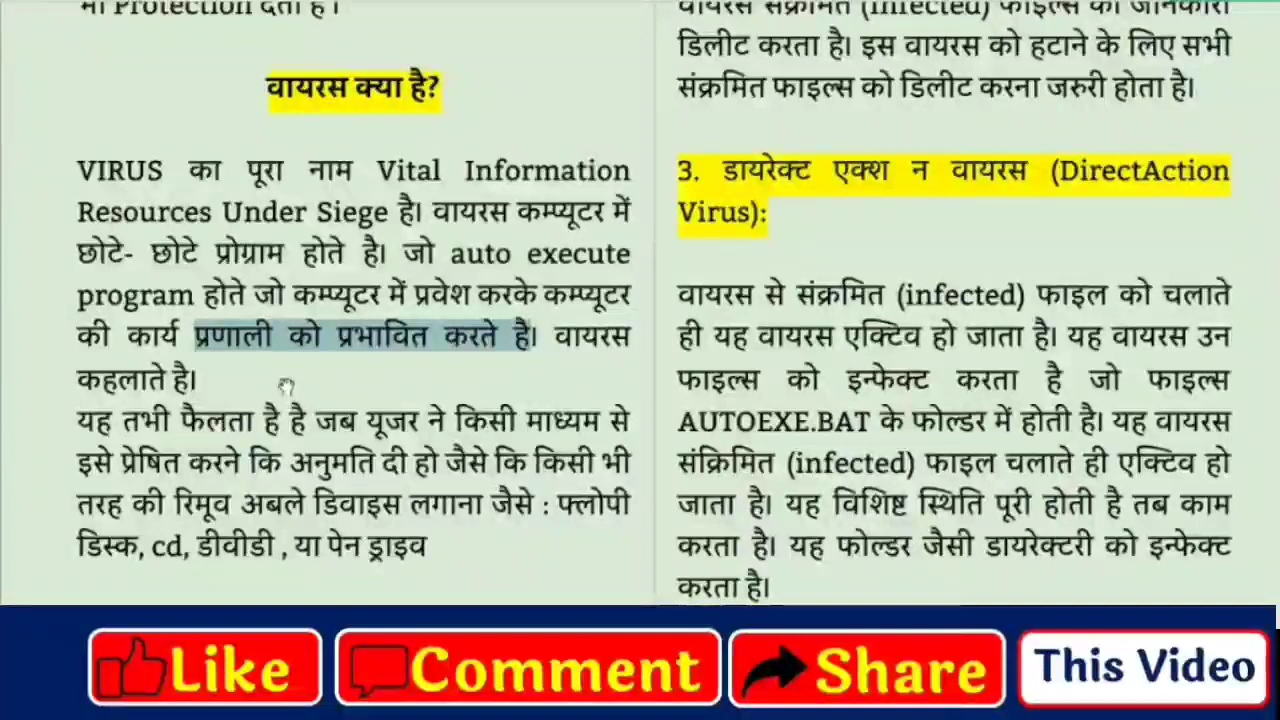 भी Protection देता है।
वायरस क्या है?
VIRUS का पूरा नाम Vital Information
Resources Under Siege है। वायरस कम्प्यूटर में
छोटे- छोटे प्रोग्राम होते है। जो auto execute
program होते जो कम्प्यूटर में प्रवेश करके कम्प्यूटर
की कार्य प्रणाली को प्रभावित करते है। वायरस
कहलाते है।
यह तभी फैलता है है जब यूजर ने किसी माध्यम से
इसे प्रेषित करने कि अनुमति दी हो जैसे कि किसी भी
तरह की रिमूव अबले डिवाइस लगाना जैसे : फ्लोपी
डिस्क, cd, डीवीडी , या पेन ड्राइव
वायरस संक्रमित (infected) फाइल्स की जानकारी
डिलीट करता है। इस वायरस को हटाने के लिए सभी
संक्रमित फाइल्स को डिलीट करना जरुरी होता है।
3. डायरेक्ट एक्श न वायरस (DirectAction
Virus):
वायरस से संक्रमित (infected) फाइल को चलाते
ही यह वायरस एक्टिव हो जाता है। यह वायरस उन
फाइल्स को इन्फेक्ट करता है जो फाइल्स
AUTOEXE.BAT के फोल्डर में होती है। यह वायरस
संक्रिमित (infected) फाइल चलाते ही एक्टिव हो
जाता है। यह विशिष्ट स्थिति पूरी होती है तब काम
करता है। यह फोल्डर जैसी डायरेक्टरी को इन्फेक्ट
करता है।
Like
Comment
Share
This Video